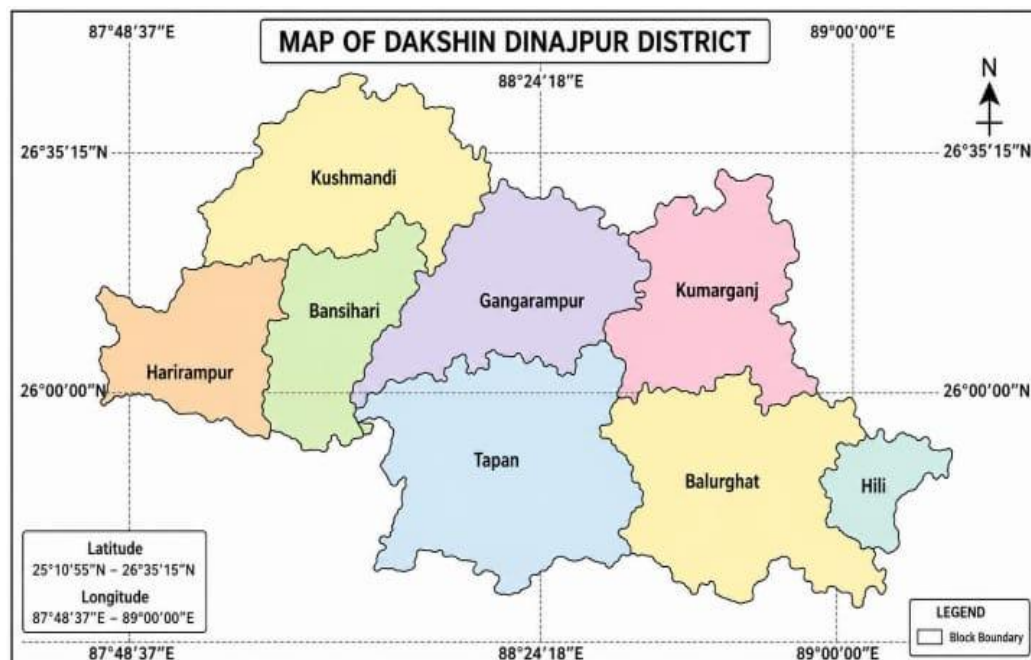 87°48'37"E
89°00'00"E
MAP OF DAKSHIN DINAJPUR DISTRICT
88°24'18"E
N
26°35'15"N
26°35'15"N
Kushmandi
Kumarganj
Gangarampur
Bansihari
Harirampur
26°00'00"N
26°00'00"N
Tapan
Balurghat
Hili
Latitude
25°10'55"N – 26°35'15"N
Longitude
87°48'37"E – 89°00'00"E
LEGEND
Block Boundary
87°48'37"E
88°24'18"E
89°00'00"E